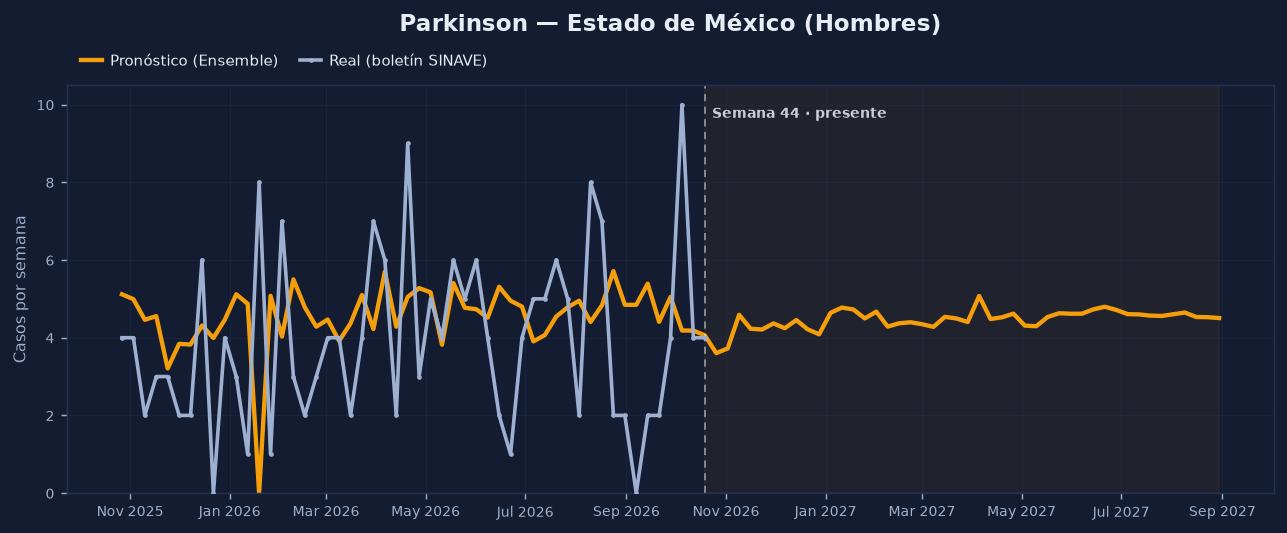 Parkinson — Estado de México (Hombres)
Pronóstico (Ensemble)
Real (boletín SINAVE)
Semana 44 · presente
Casos por semana
10
8
6
4
2
0
Nov 2025
Jan 2026
Mar 2026
May 2026
Jul 2026
Sep 2026
Nov 2026
Jan 2027
Mar 2027
May 2027
Jul 2027
Sep 2027